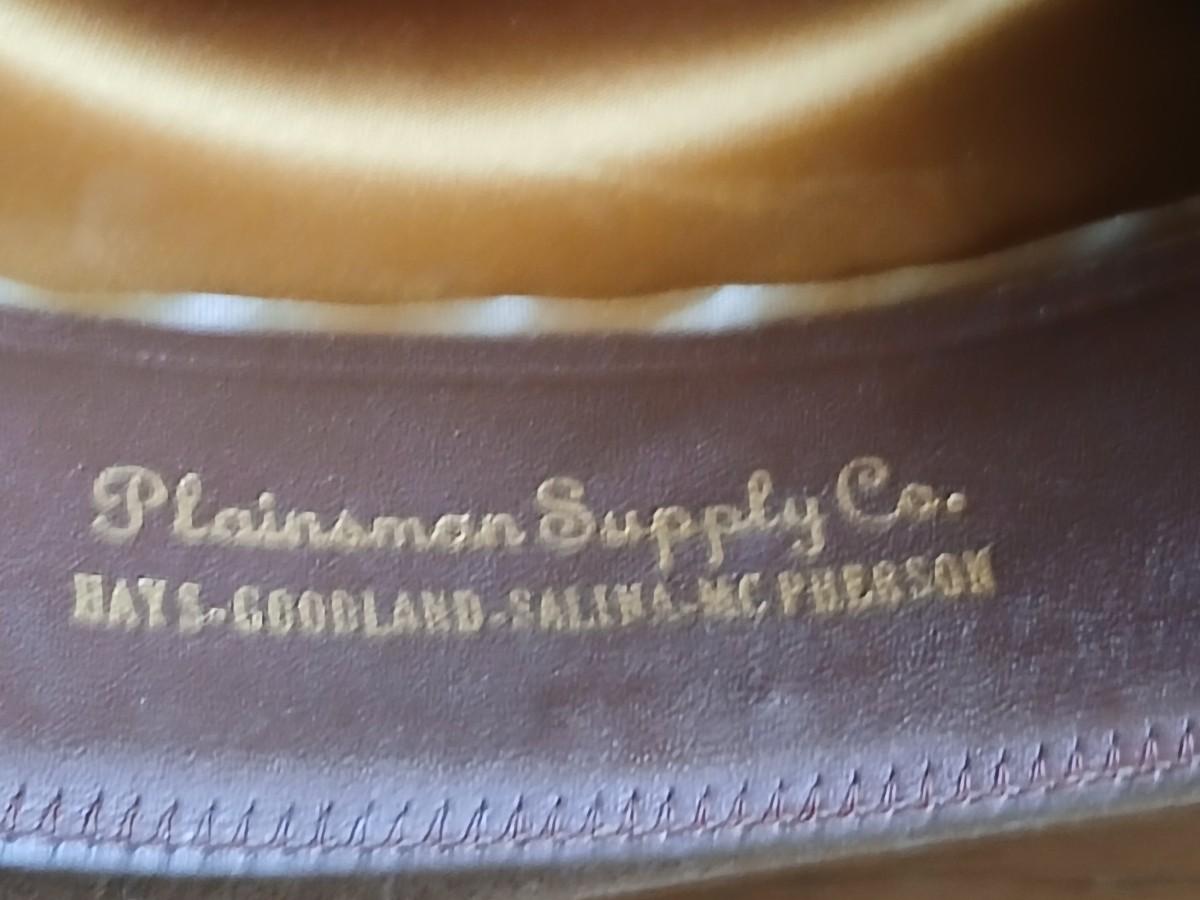 Plainsman Supply Co.
HAYS-GOODLAND-SALINA-MC PHERSON